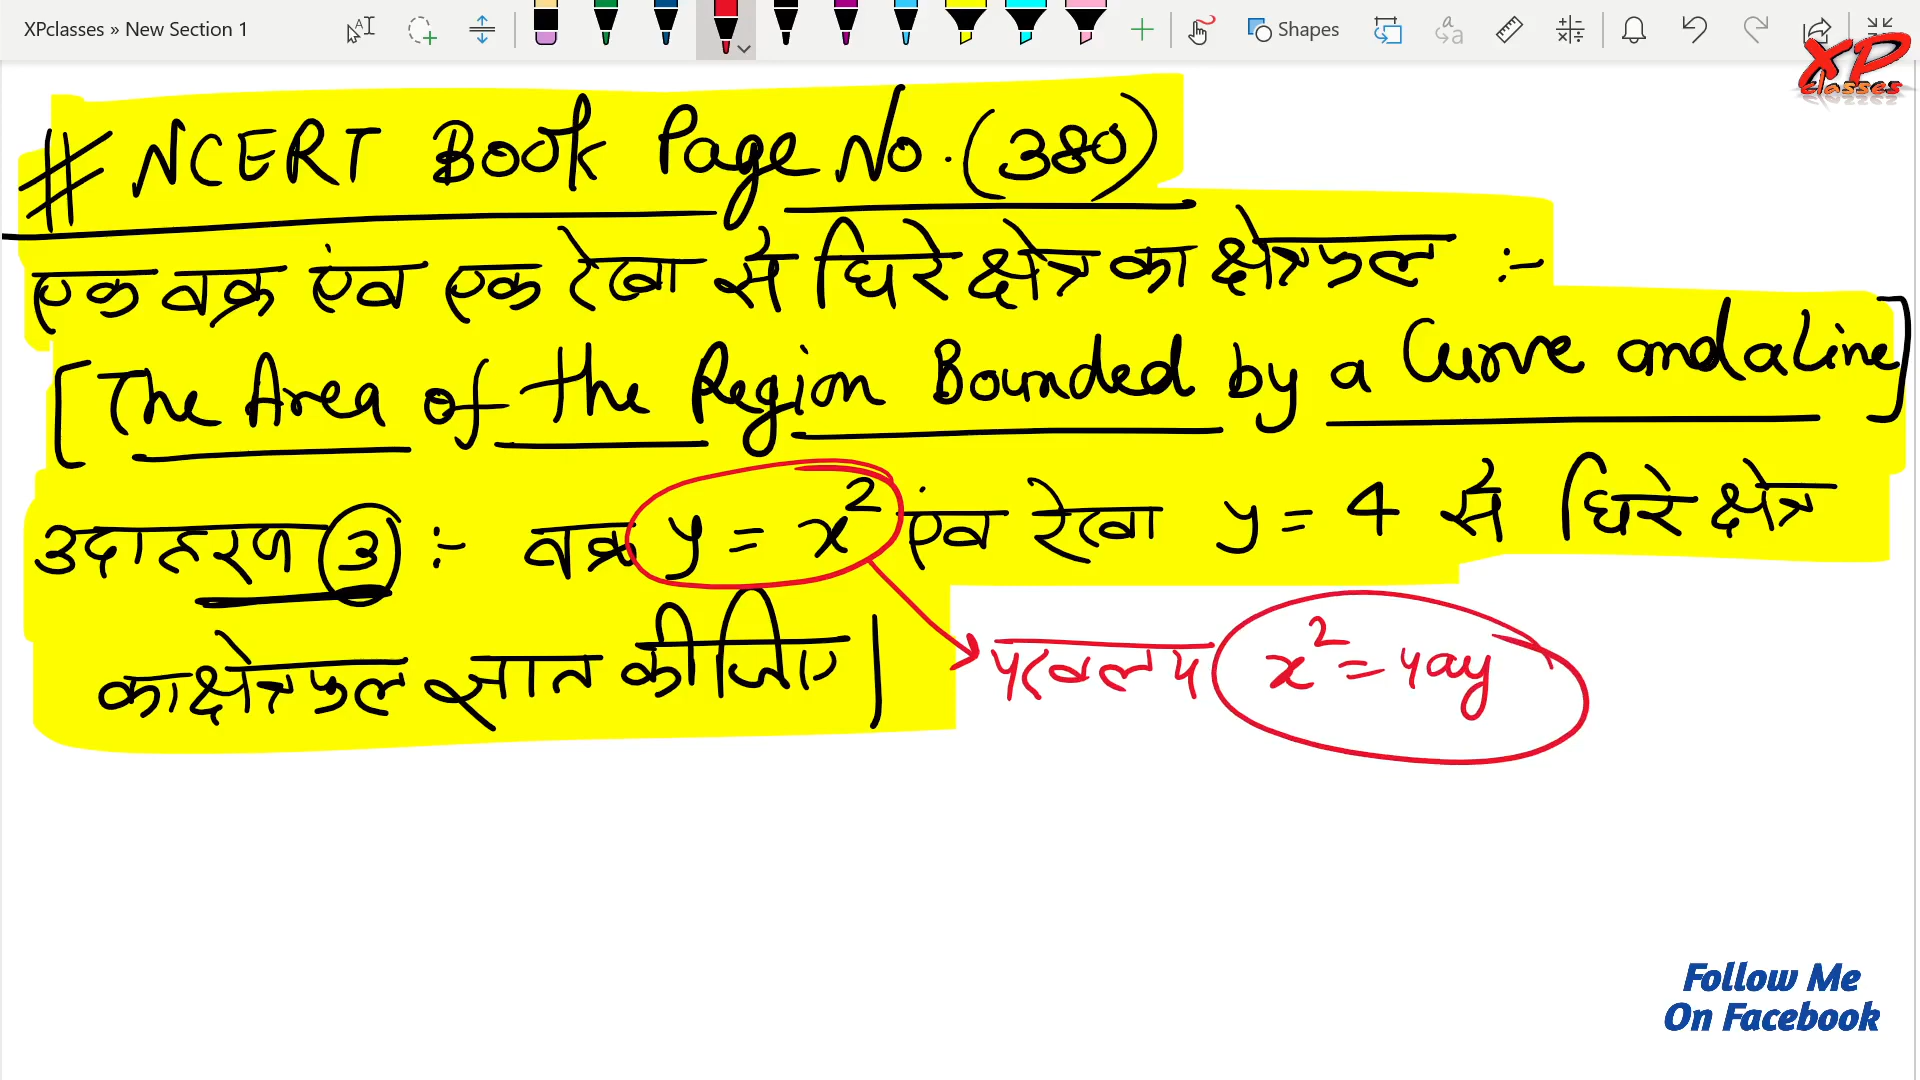 XPclasses » New Section 1
Shapes
XP
classes
# NCERT Book Page No. (380)
एक वक्र एंव एक रेखा से घिरे क्षेत्र का क्षेत्रफल :-
[The Area of the Region Bounded by a Curve and a Line]
उदाहरण ③ :- वक्र y = x² एंव रेखा y = 4 से घिरे क्षेत्र
का क्षेत्रफल ज्ञात कीजिए|
परवलय x² = 4ay
Follow Me
On Facebook